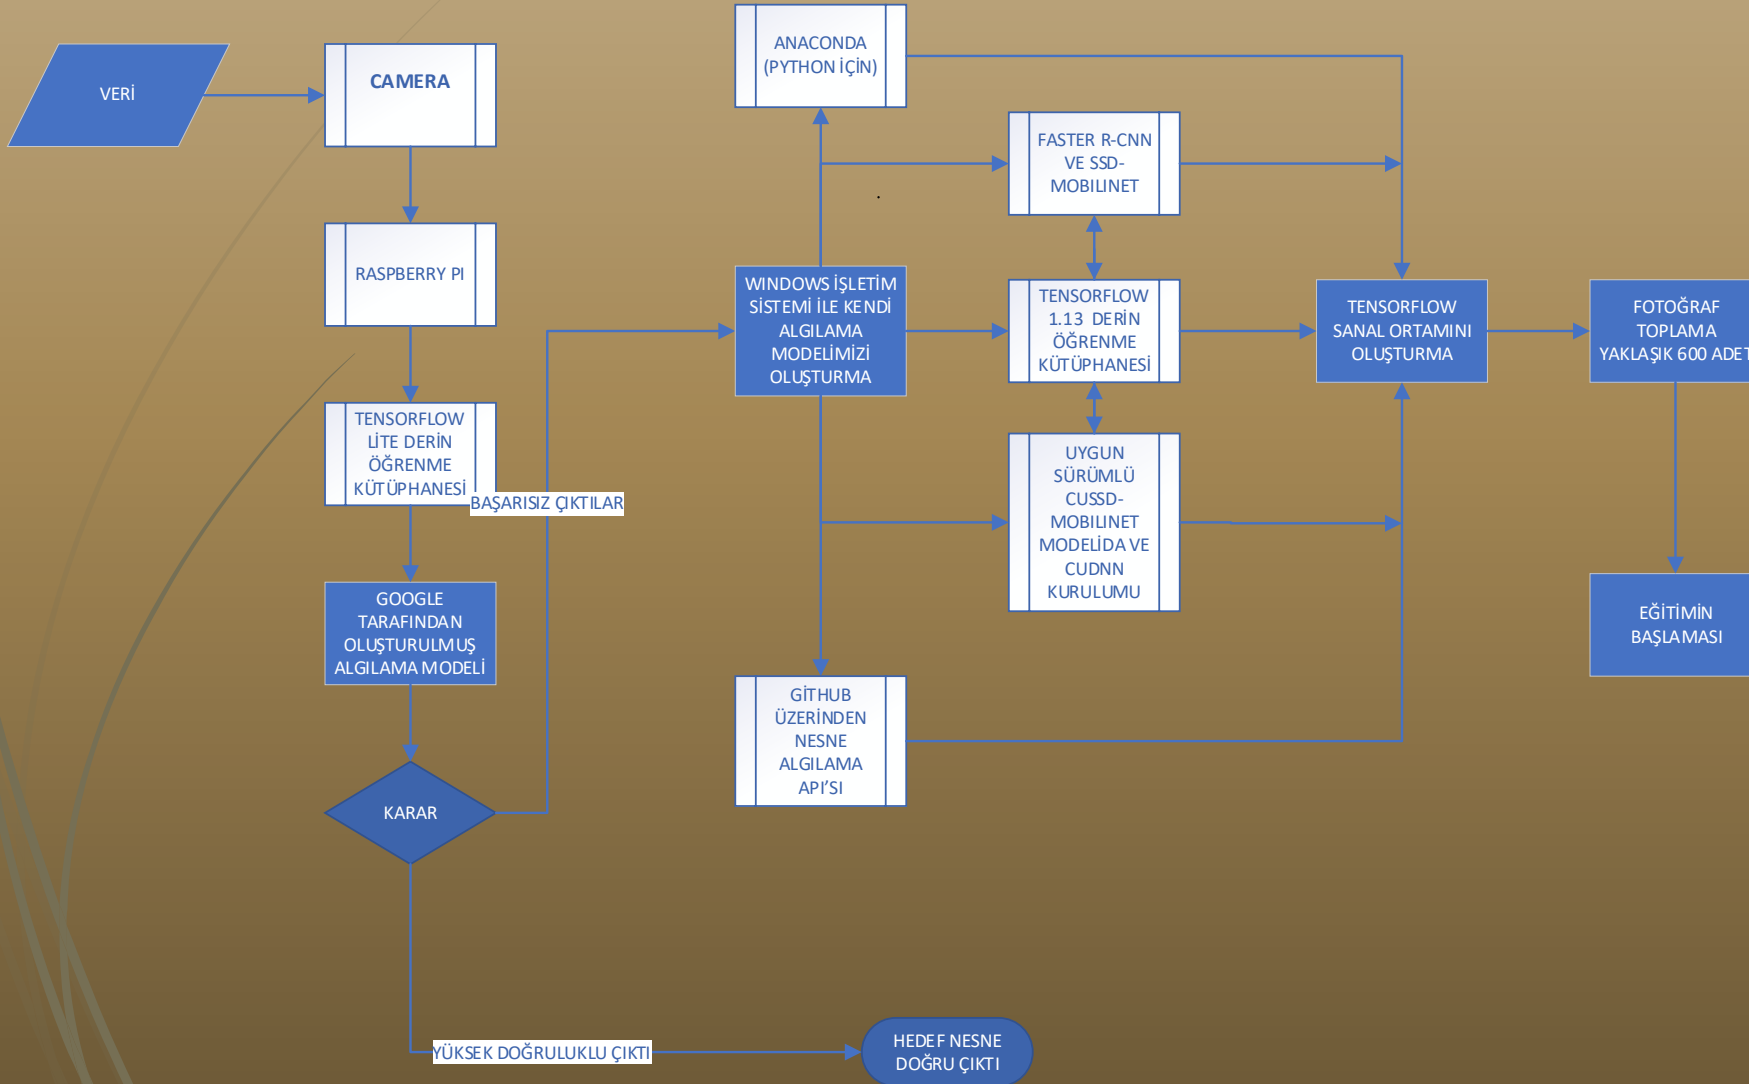 VERİ
CAMERA
RASPBERRY PI
TENSORFLOW
LİTE DERİN
ÖĞRENME
KÜTÜPHANESİ
BAŞARISIZ ÇIKTILAR
GOOGLE
TARAFINDAN
OLUŞTURULMUŞ
ALGILAMA MODELİ
KARAR
YÜKSEK DOĞRULUKLU ÇIKTI
HEDEF NESNE
DOĞRU ÇIKTI
ANACONDA
(PYTHON İÇİN)
WINDOWS İŞLETİM
SİSTEMİ İLE KENDİ
ALGILAMA
MODELİMİZİ
OLUŞTURMA
GİTHUB
ÜZERİNDEN
NESNE
ALGILAMA
API'SI
FASTER R-CNN
VE SSD-
MOBILINET
TENSORFLOW
1.13 DERİN
ÖĞRENME
KÜTÜPHANESİ
UYGUN
SÜRÜMLÜ
CUSSD-
MOBILINET
MODELİDA VE
CUDNN
KURULUMU
TENSORFLOW
SANAL ORTAMINI
OLUŞTURMA
FOTOĞRAF
TOPLAMA
YAKLAŞIK 600 ADET
EĞİTİMİN
BAŞLAMASI